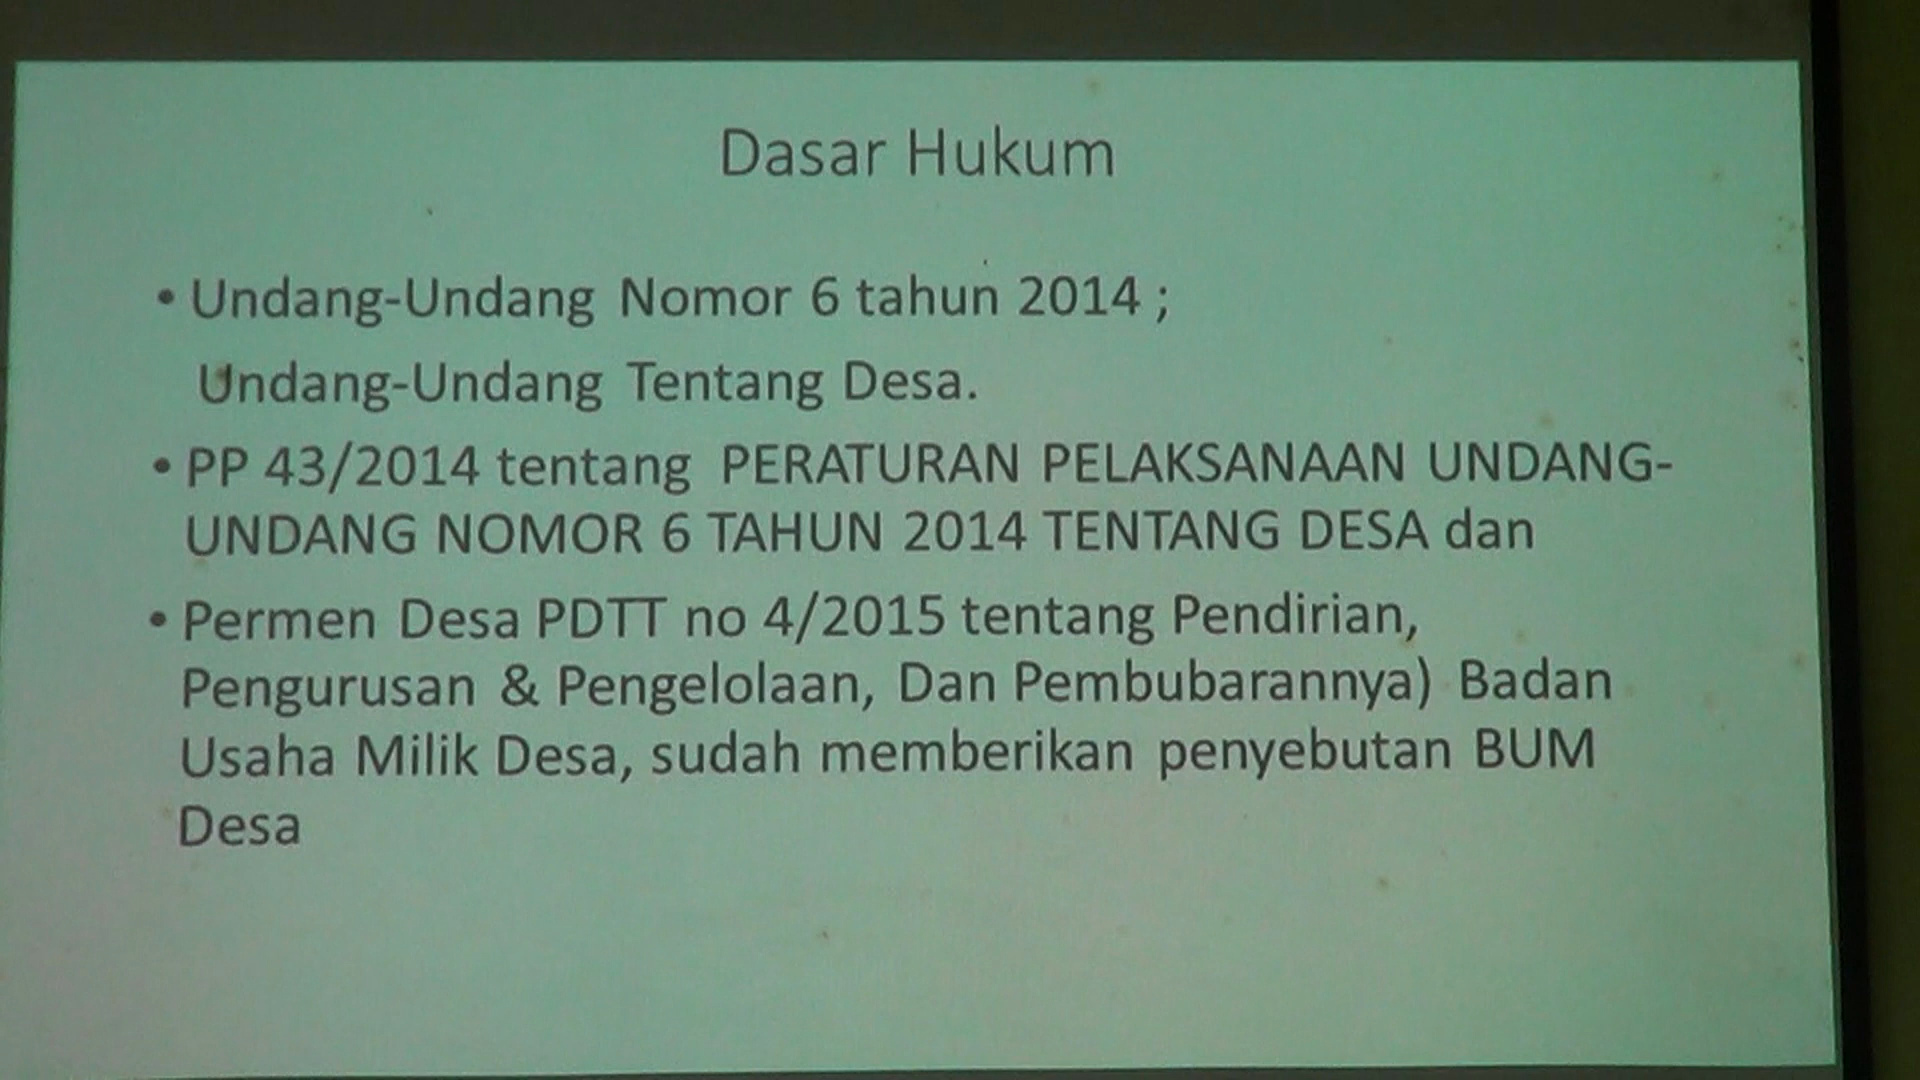 Dasar Hukum
• Undang-Undang Nomor 6 tahun 2014 ;
Undang-Undang Tentang Desa.
• PP 43/2014 tentang PERATURAN PELAKSANAAN UNDANG-
UNDANG NOMOR 6 TAHUN 2014 TENTANG DESA dan
• Permen Desa PDTT no 4/2015 tentang Pendirian,
Pengurusan & Pengelolaan, Dan Pembubarannya) Badan
Usaha Milik Desa, sudah memberikan penyebutan BUM
Desa